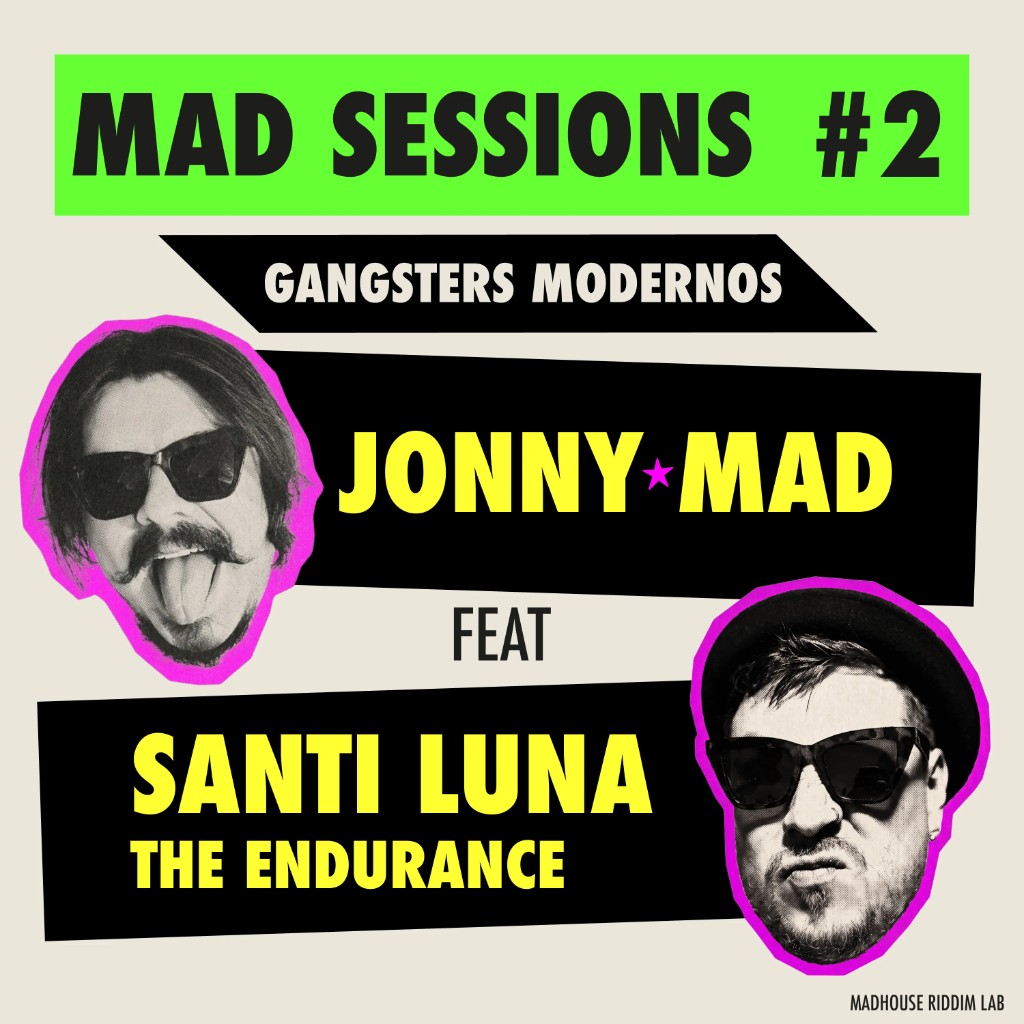 MAD SESSIONS #2
GANGSTERS MODERNOS
JONNY★MAD
FEAT
SANTI LUNA
THE ENDURANCE
MADHOUSE RIDDIM LAB